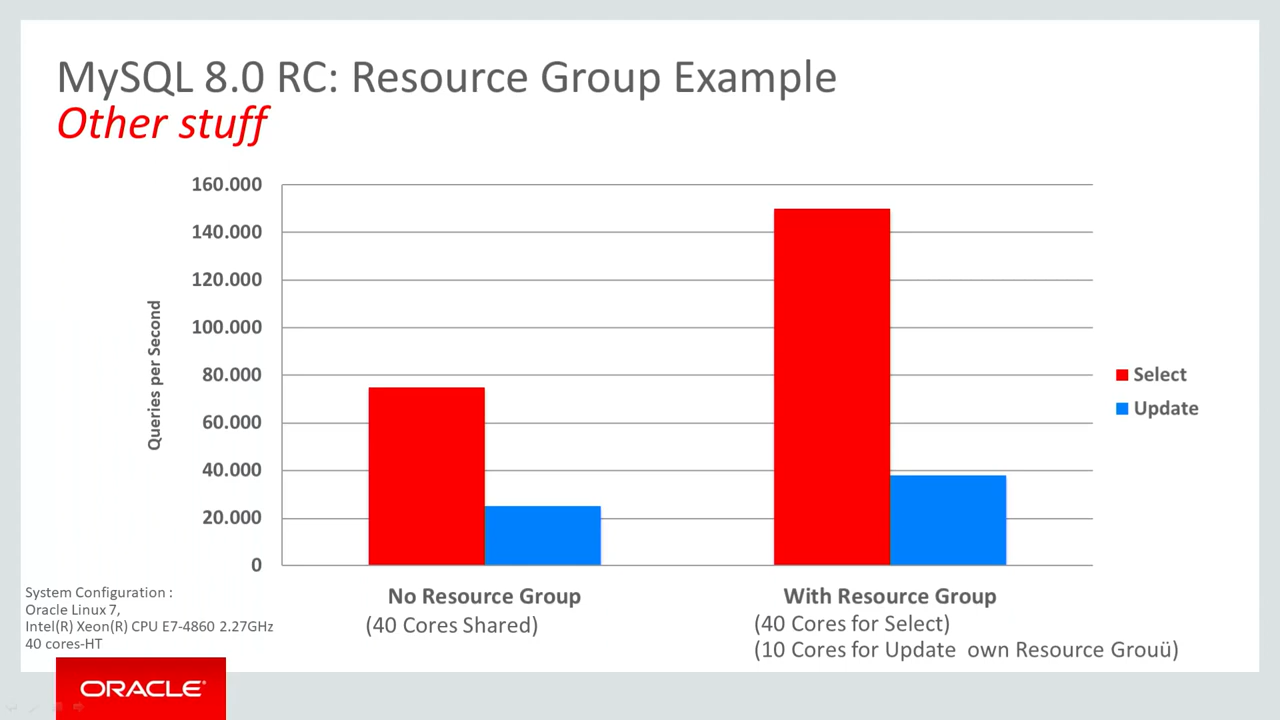 MySQL 8.0 RC: Resource Group Example
Other stuff
160.000
140.000
120.000
100.000
80.000
60.000
40.000
20.000
0
Queries per Second
Select
Update
No Resource Group
(40 Cores Shared)
With Resource Group
(40 Cores for Select)
(10 Cores for Update  own Resource Grouü)
System Configuration :
Oracle Linux 7,
Intel(R) Xeon(R) CPU E7-4860 2.27GHz
40 cores-HT
ORACLE®